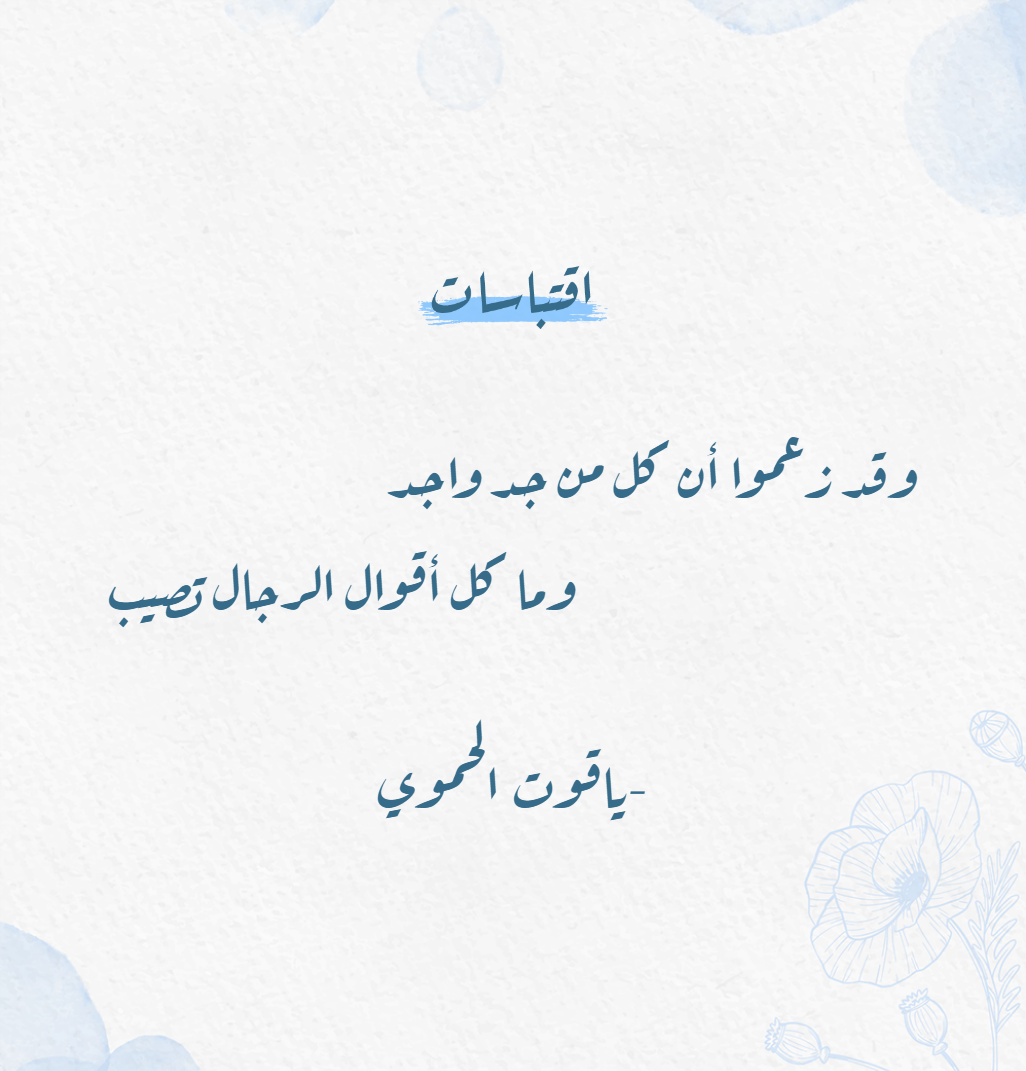 اقتباسات
وقد زعموا أن كل من جد واجد
وما كل أقوال الرجال تصيب
-ياقوت الحموي